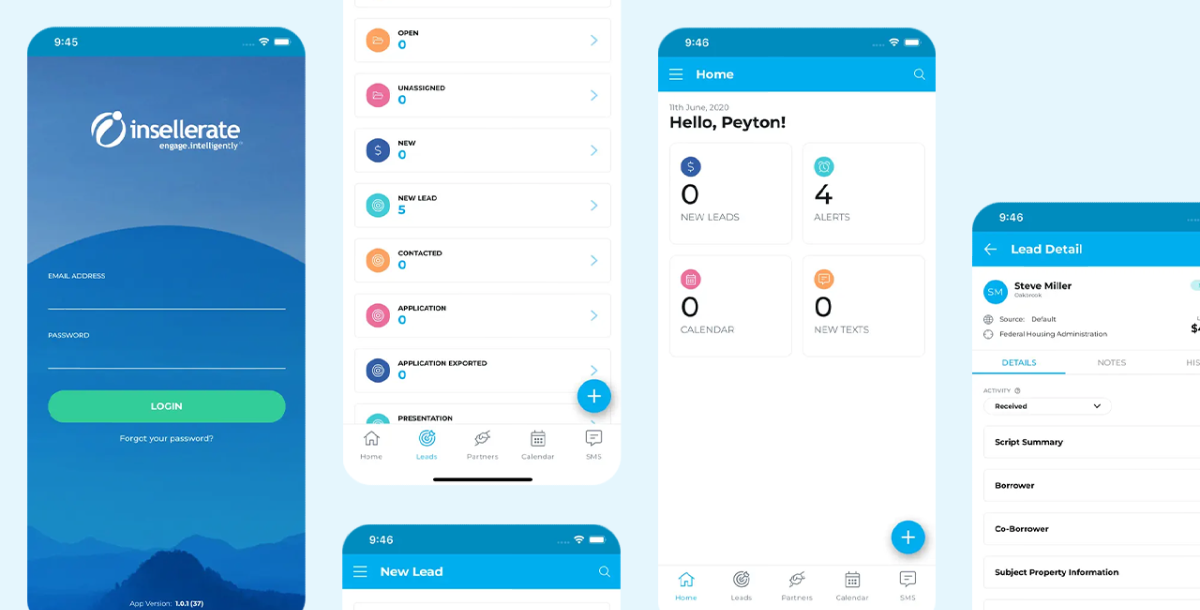 9:45
insellerate
engage.intelligently
EMAIL ADDRESS
PASSWORD
LOGIN
Forgot your password?
App Version: 1.0.1 (37)
OPEN
0
UNASSIGNED
0
NEW
0
NEW LEAD
5
CONTACTED
0
APPLICATION
0
APPLICATION EXPORTED
0
PRESENTATION
Home Leads Partners Calendar SMS
9:46
New Lead
9:46
Home
11th June, 2020
Hello, Peyton!
0
NEW LEADS
4
ALERTS
0
CALENDAR
0
NEW TEXTS
Home Leads Partners Calendar SMS
9:46
Lead Detail
SM
Steve Miller
Oakbrook
Source: Default
Federal Housing Administration
DETAILS NOTES HIS
ACTIVITY
Received
Script Summary
Borrower
Co-Borrower
Subject Property Information